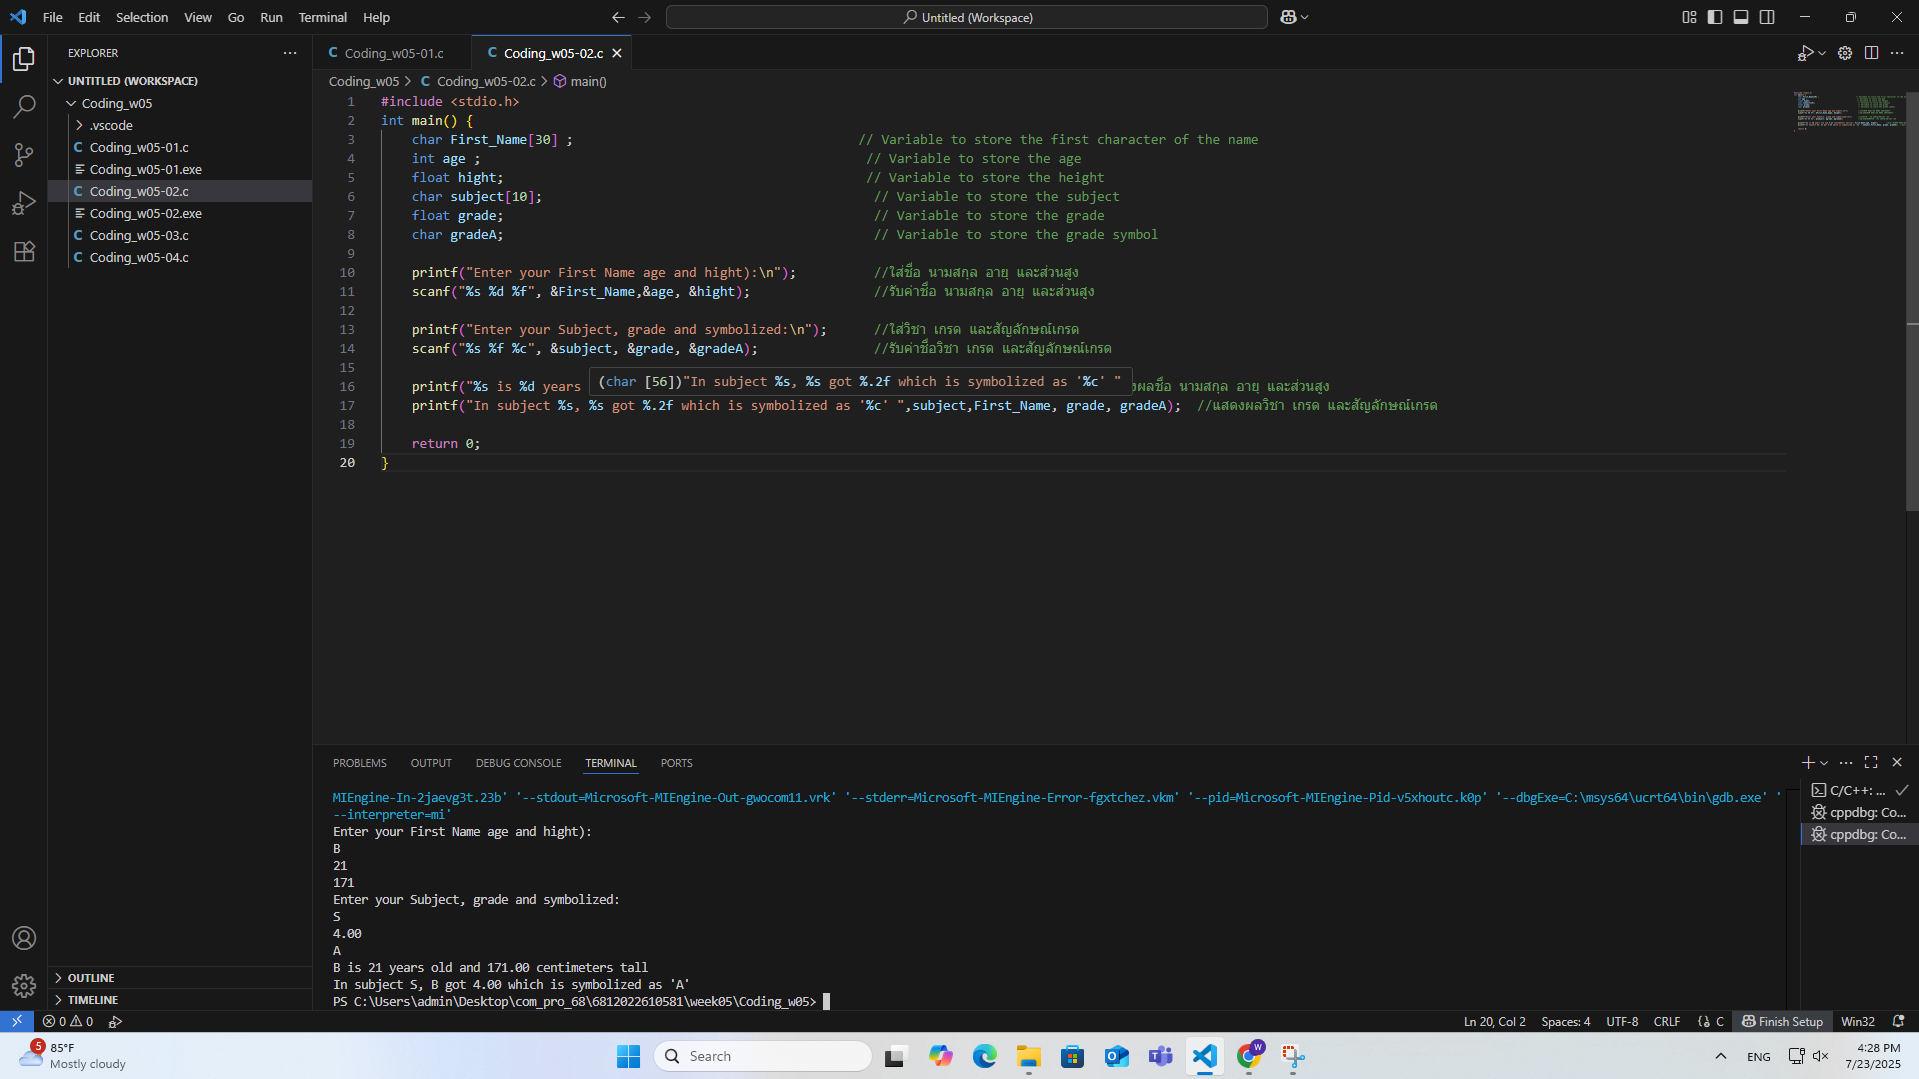 File Edit Selection View Go Run Terminal Help
Untitled (Workspace)
EXPLORER
UNTITLED (WORKSPACE)
Coding_w05
.vscode
Coding_w05-01.c
Coding_w05-01.exe
Coding_w05-02.c
Coding_w05-02.exe
Coding_w05-03.c
Coding_w05-04.c
OUTLINE
TIMELINE
Coding_w05-01.c
Coding_w05-02.c
Coding_w05 > Coding_w05-02.c > main()
1 #include <stdio.h>
2 int main() {
3 char First_Name[30] ; // Variable to store the first character of the name
4 int age ; // Variable to store the age
5 float hight; // Variable to store the height
6 char subject[10]; // Variable to store the subject
7 float grade; // Variable to store the grade
8 char gradeA; // Variable to store the grade symbol
9
10 printf("Enter your First Name age and hight):\n"); //ใส่ชื่อ นามสกุล อายุ และส่วนสูง
11 scanf("%s %d %f", &First_Name,&age, &hight); //รับค่าชื่อ นามสกุล อายุ และส่วนสูง
12
13 printf("Enter your Subject, grade and symbolized:\n"); //ใส่วิชา เกรด และสัญลักษณ์เกรด
14 scanf("%s %f %c", &subject, &grade, &gradeA); //รับค่าชื่อวิชา เกรด และสัญลักษณ์เกรด
15
(char [56])"In subject %s, %s got %.2f which is symbolized as '%c' "
16 printf("%s is %d years งผลชื่อ นามสกุล อายุ และส่วนสูง
17 printf("In subject %s, %s got %.2f which is symbolized as '%c' ",subject,First_Name, grade, gradeA); //แสดงผลวิชา เกรด และสัญลักษณ์เกรด
18
19 return 0;
20 }
PROBLEMS OUTPUT DEBUG CONSOLE TERMINAL PORTS
MIEngine-In-2jaevg3t.23b' '--stdout=Microsoft-MIEngine-Out-gwocom11.vrk' '--stderr=Microsoft-MIEngine-Error-fgxtchez.vkm' '--pid=Microsoft-MIEngine-Pid-v5xhoutc.k0p' '--dbgExe=C:\msys64\ucrt64\bin\gdb.exe' '
--interpreter=mi'
Enter your First Name age and hight):
B
21
171
Enter your Subject, grade and symbolized:
S
4.00
A
B is 21 years old and 171.00 centimeters tall
In subject S, B got 4.00 which is symbolized as 'A'
PS C:\Users\admin\Desktop\com_pro_68\6812022610581\week05\Coding_w05>
C/C++: ...
cppdbg: Co...
cppdbg: Co...
0 0
Ln 20, Col 2 Spaces: 4 UTF-8 CRLF {} C Finish Setup Win32
5
85°F
Mostly cloudy
Search
W
ENG
4:28 PM
7/23/2025